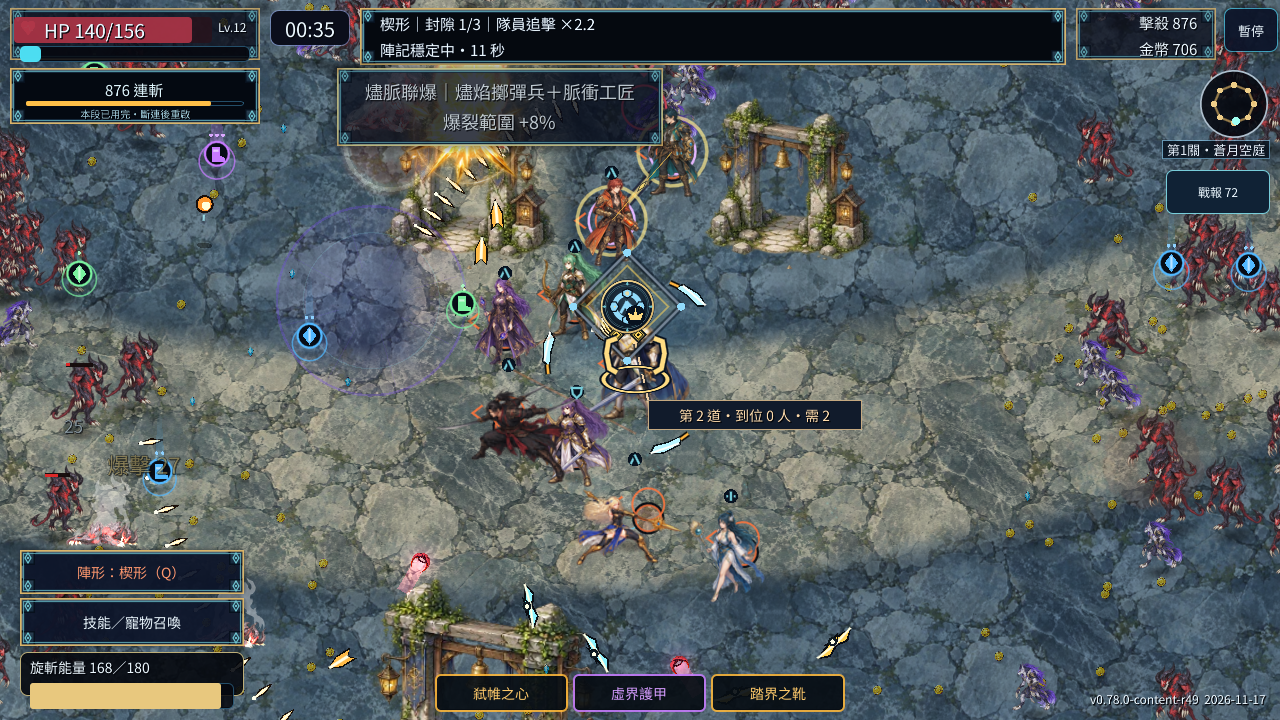 HP 140/156
Lv.12
00:35
楔形｜封隙 1/3｜隊員追擊 ×2.2
陣記穩定中・11 秒
擊殺 876
金幣 706
暫停
876 連斬
本段已用完・斷連後重啟
燼脈聯爆｜燼焰擲彈兵＋脈衝工匠
爆裂範圍 +8%
第1關・蒼月空庭
戰報 72
第２道・到位０人・需２
25
陣形：楔形（Q）
技能／寵物召喚
旋斬能量 168／180
弒帷之心
虛界護甲
踏界之靴
v0.78.0-content-r49 2026-11-17